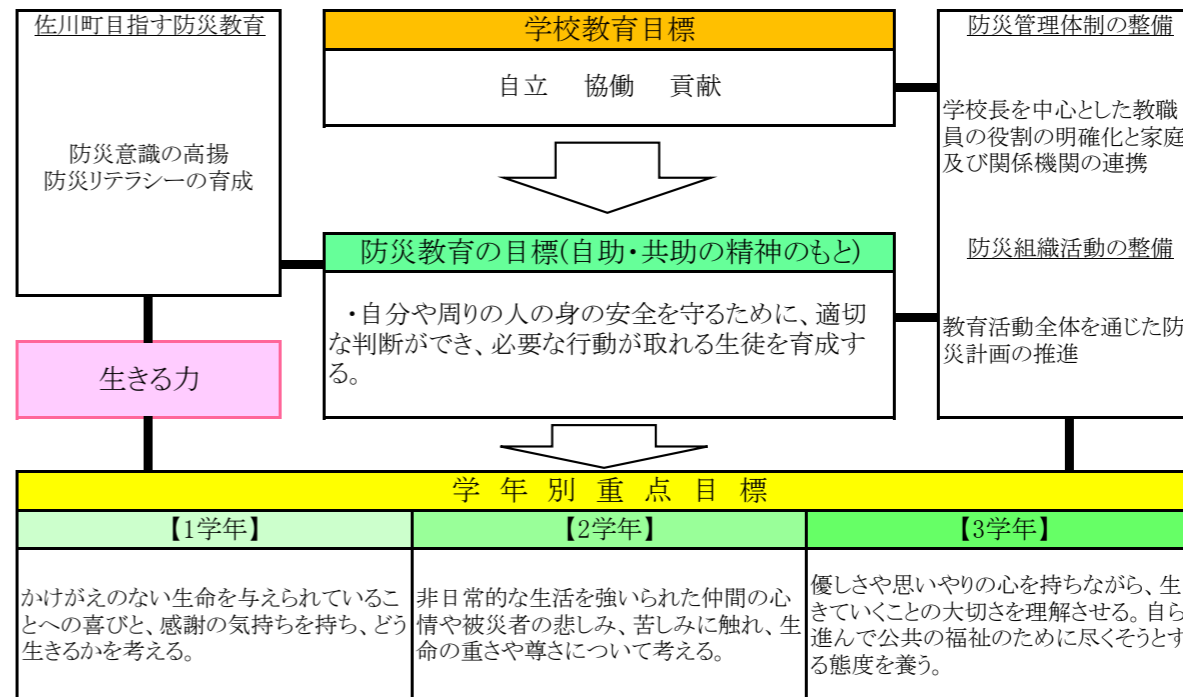 佐川町目指す防災教育
防災意識の高揚
防災リテラシーの育成
学校教育目標
自立　協働　貢献
防災管理体制の整備
学校長を中心とした教職
員の役割の明確化と家庭
及び関係機関の連携
防災組織活動の整備
教育活動全体を通じた防
災計画の推進
防災教育の目標(自助・共助の精神のもと)
・自分や周りの人の身の安全を守るために、適切
な判断ができ、必要な行動が取れる生徒を育成す
る。
生きる力
学年別重点目標
【1学年】
かけがえのない生命を与えられているこ
とへの喜びと、感謝の気持ちを持ち、どう
生きるかを考える。
【2学年】
非日常的な生活を強いられた仲間の心
情や被災者の悲しみ、苦しみに触れ、生
命の重さや尊さについて考える。
【3学年】
優しさや思いやりの心を持ちながら、生
きていくことの大切さを理解させる。自ら
進んで公共の福祉のために尽くそうとす
る態度を養う。